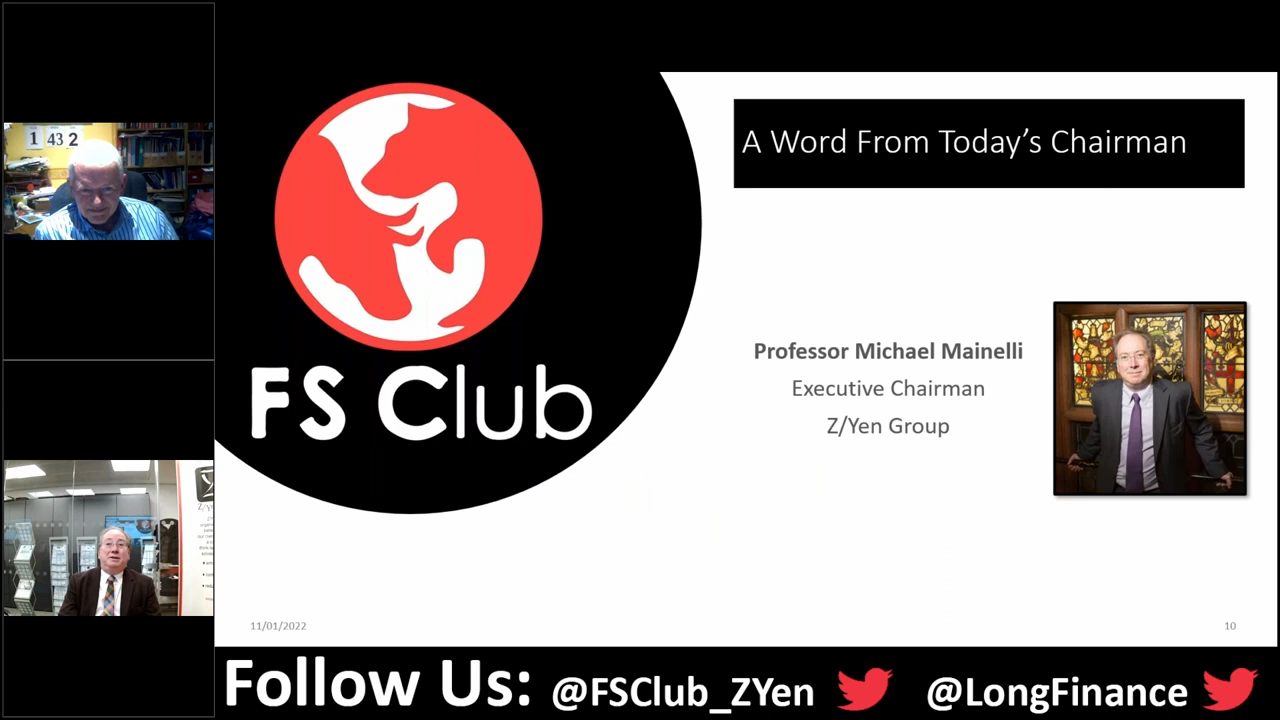 1 43 2
A Word From Today's Chairman
FS Club
Professor Michael Mainelli
Executive Chairman
Z/Yen Group
11/01/2022
10
Follow Us: @FSClub_ZYen @LongFinance